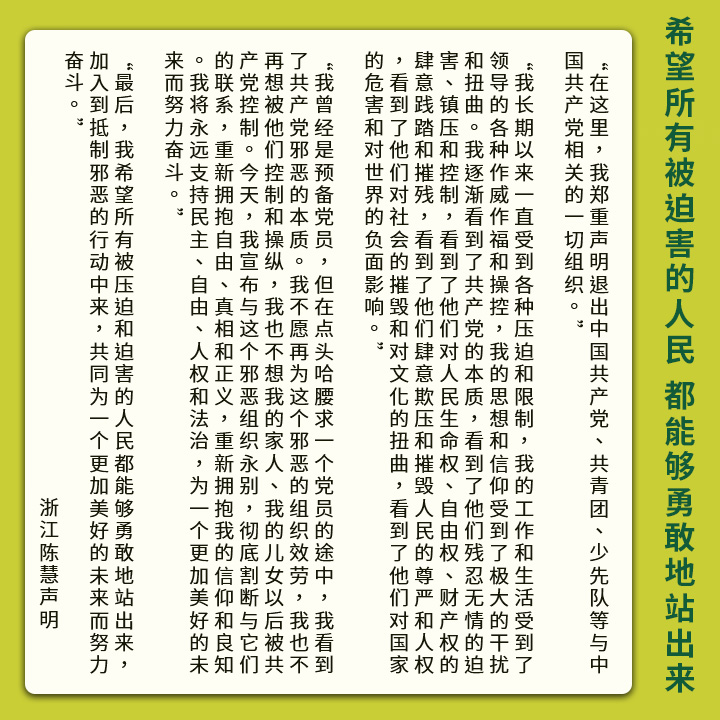 希望所有被迫害的人民 都能够勇敢地站出来
“在这里，我郑重声明退出中国共产党、共青团、少先队等与中
国共产党相关的一切组织。”
“我长期以来一直受到各种压迫和限制，我的工作和生活受到了
领导的各种作威作福和操控，我的思想和信仰受到了极大的干扰
和扭曲。我逐渐看到了共产党的本质，看到了他们残忍无情的迫
害、镇压和控制，看到了他们对人民生命权、自由权、财产权的
肆意践踏和摧残，看到了他们肆意欺压和摧毁人民的尊严和人权
，看到了他们对社会的摧毁和对文化的扭曲，看到了他们对国家
的危害和对世界的负面影响。”
“我曾经是预备党员，但在点头哈腰求一个党员的途中，我看到
了共产党邪恶的本质。我不愿再为这个邪恶的组织效劳，我也不
再想被他们控制和操纵，我也不想我的家人、我的儿女以后被共
产党控制。今天，我宣布与这个邪恶组织永别，彻底割断与它们
的联系，重新拥抱自由、真相和正义，重新拥抱我的信仰和良知
。我将永远支持民主、自由、人权和法治，为一个更加美好的未
来而努力奋斗。”
“最后，我希望所有被压迫和迫害的人民都能够勇敢地站出来，
加入到抵制邪恶的行动中来，共同为一个更加美好的未来而努力
奋斗。”
浙江陈慧声明